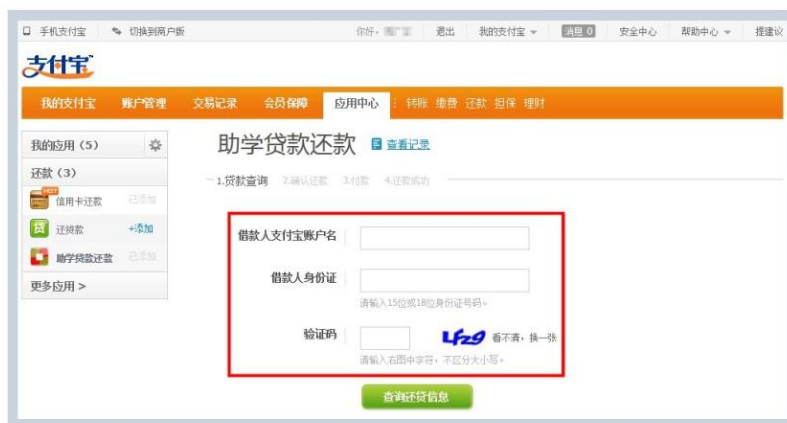 手机支付宝 切换到商户版 你好， 退出 我的支付宝 消息 0 安全中心 帮助中心 提建议
支付宝
我的支付宝 账户管理 交易记录 会员保障 应用中心 转账 缴费 还款 担保 理财
我的应用（5）
还款（3）
HOT
信用卡还款 已添加
贷 还贷款 +添加
助学贷款还款 已添加
更多应用 >
助学贷款还款 查看记录
1.贷款查询 2.确认还款 3.付款 4.还款成功
借款人支付宝账户名
借款人身份证
请输入15位或18位身份证号码。
验证码 Lfz9 看不清，换一张
请输入右图中字符，不区分大小写。
查询还贷信息